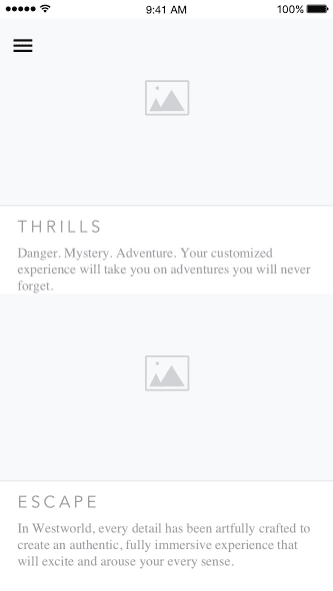 9:41 AM
100%
THRILLS
Danger. Mystery. Adventure. Your customized
experience will take you on adventures you will never
forget.
ESCAPE
In Westworld, every detail has been artfully crafted to
create an authentic, fully immersive experience that
will excite and arouse your every sense.